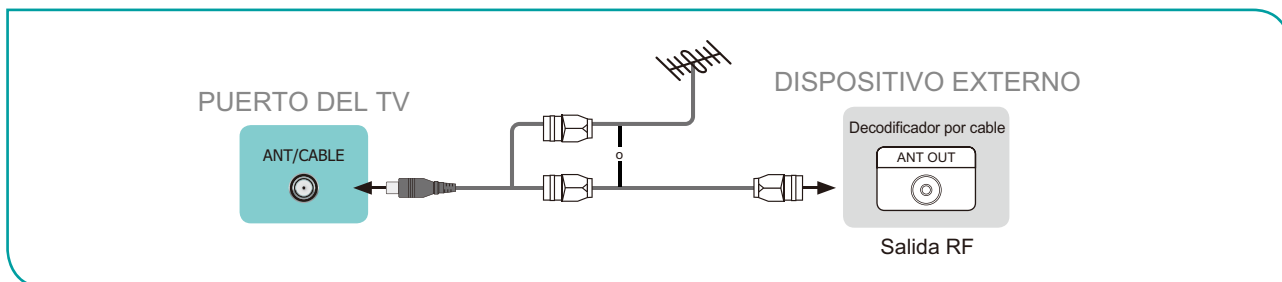 PUERTO DEL TV
ANT/CABLE
o
DISPOSITIVO EXTERNO
Decodificador por cable
ANT OUT
Salida RF